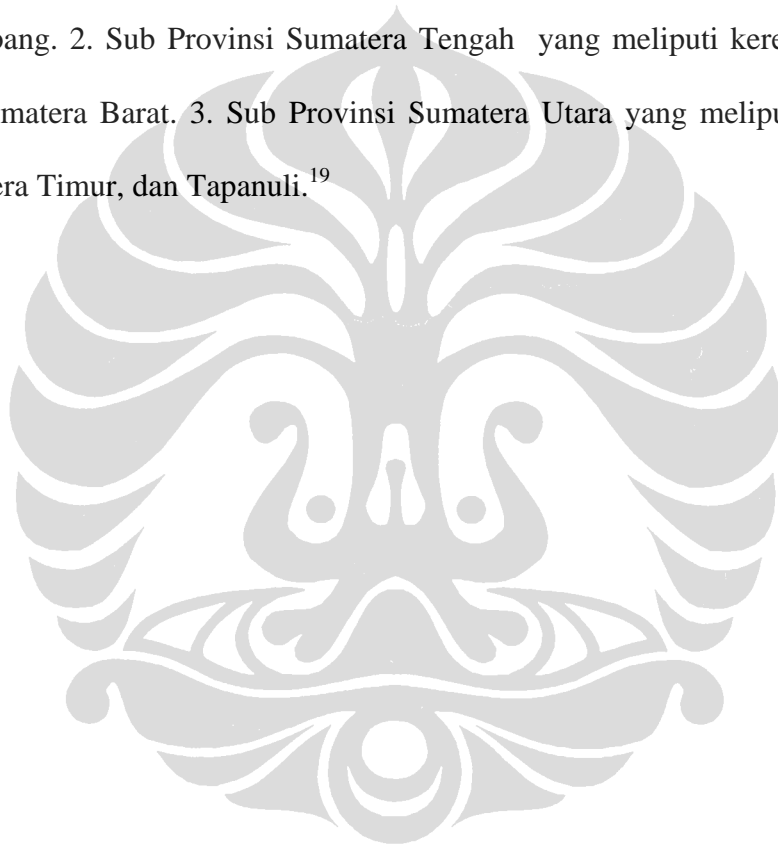 pang. 2. Sub Provinsi Sumatera Tengah yang meliputi kere
umatera Barat. 3. Sub Provinsi Sumatera Utara yang melipu
era Timur, dan Tapanuli.19